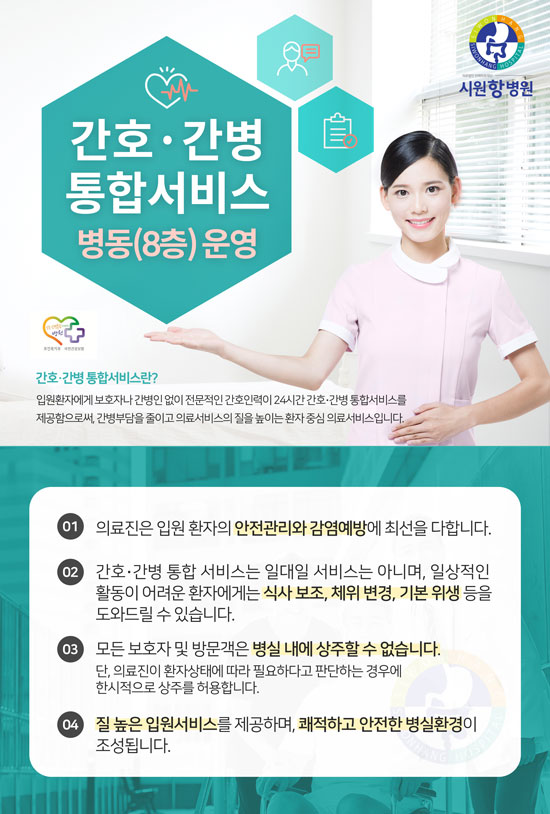 시원항병원
간호·간병
통합서비스
병동(8층) 운영
병원
간호·간병 통합서비스란?
입원환자에게 보호자나 간병인 없이 전문적인 간호인력이 24시간 간호·간병 통합서비스를
제공함으로써, 간병부담을 줄이고 의료서비스의 질을 높이는 환자 중심 의료서비스입니다.
01 의료진은 입원 환자의 안전관리와 감염예방에 최선을 다합니다.
02 간호·간병 통합 서비스는 일대일 서비스는 아니며, 일상적인
활동이 어려운 환자에게는 식사 보조, 체위 변경, 기본 위생 등을
도와드릴 수 있습니다.
03 모든 보호자 및 방문객은 병실 내에 상주할 수 없습니다.
단, 의료진이 환자상태에 따라 필요하다고 판단하는 경우에
한시적으로 상주를 허용합니다.
04 질 높은 입원서비스를 제공하며, 쾌적하고 안전한 병실환경이
조성됩니다.